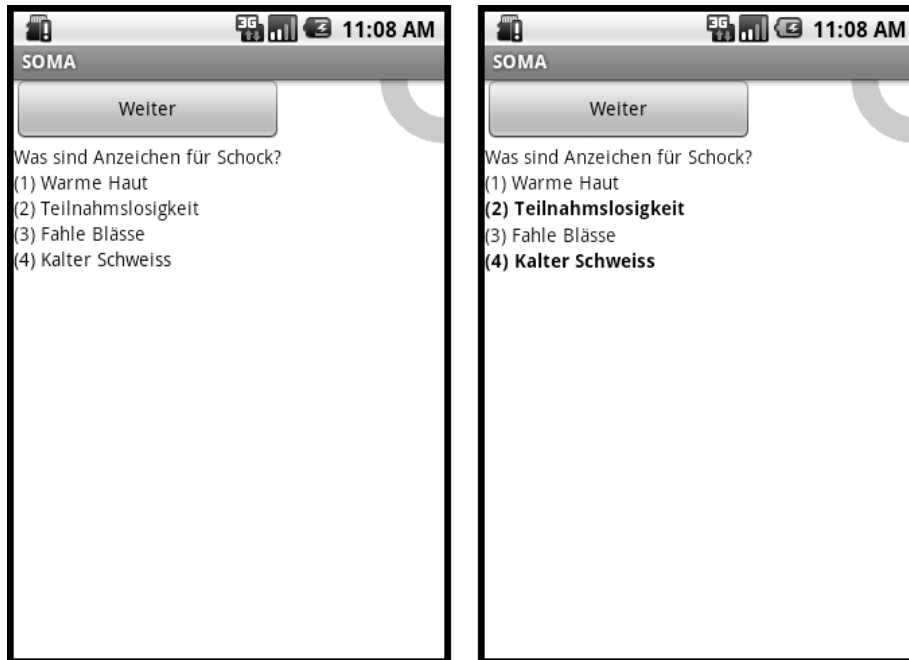 3G 11:08 AM
SOMA
Weiter
Was sind Anzeichen für Schock?
(1) Warme Haut
(2) Teilnahmslosigkeit
(3) Fahle Blässe
(4) Kalter Schweiss
3G 11:08 AM
SOMA
Weiter
Was sind Anzeichen für Schock?
(1) Warme Haut
(2) Teilnahmslosigkeit
(3) Fahle Blässe
(4) Kalter Schweiss